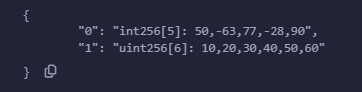 {
"0": "int256[5]: 50,-63,77,-28,90",
"1": "uint256[6]: 10,20,30,40,50,60"
}